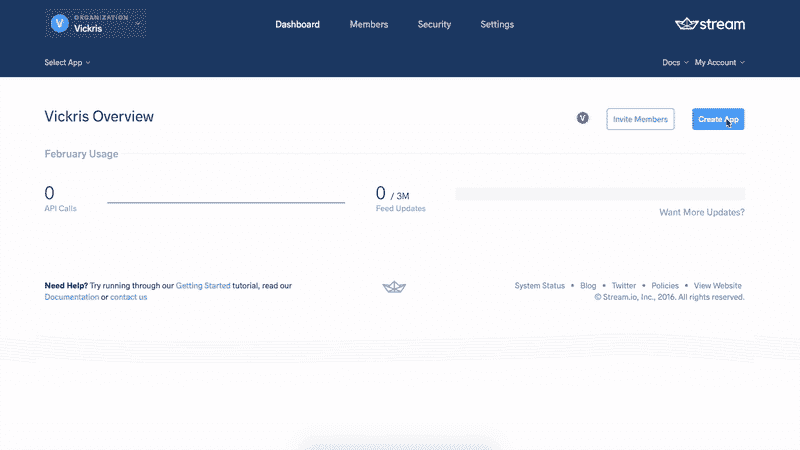 V
ORGANIZATION
Vickris
Dashboard
Members
Security
Settings
stream
Select App
Docs
My Account
Vickris Overview
V
Invite Members
Create App
February Usage
0
API Calls
0 / 3M
Feed Updates
Want More Updates?
Need Help? Try running through our Getting Started tutorial, read our
Documentation or contact us
System Status • Blog • Twitter • Policies • View Website
© Stream.io, Inc., 2016. All rights reserved.